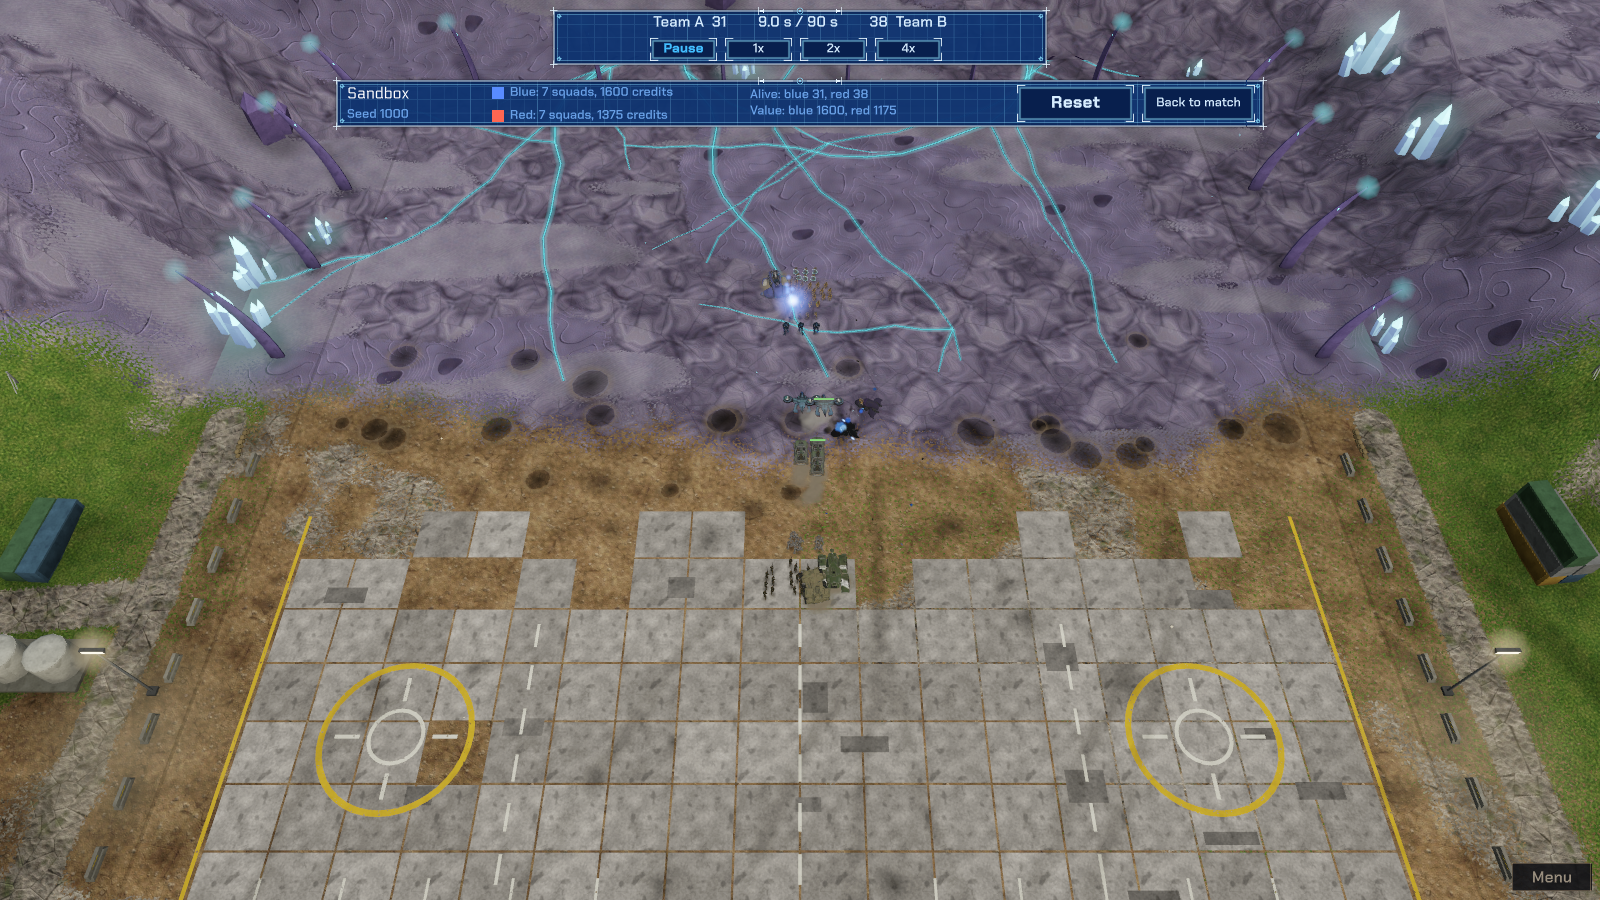 Team A 31 9.0 s / 90 s 38 Team B
Pause 1x 2x 4x
Sandbox
Seed 1000
Blue: 7 squads, 1600 credits
Red: 7 squads, 1375 credits
Alive: blue 31, red 38
Value: blue 1600, red 1175
Reset
Back to match
Menu